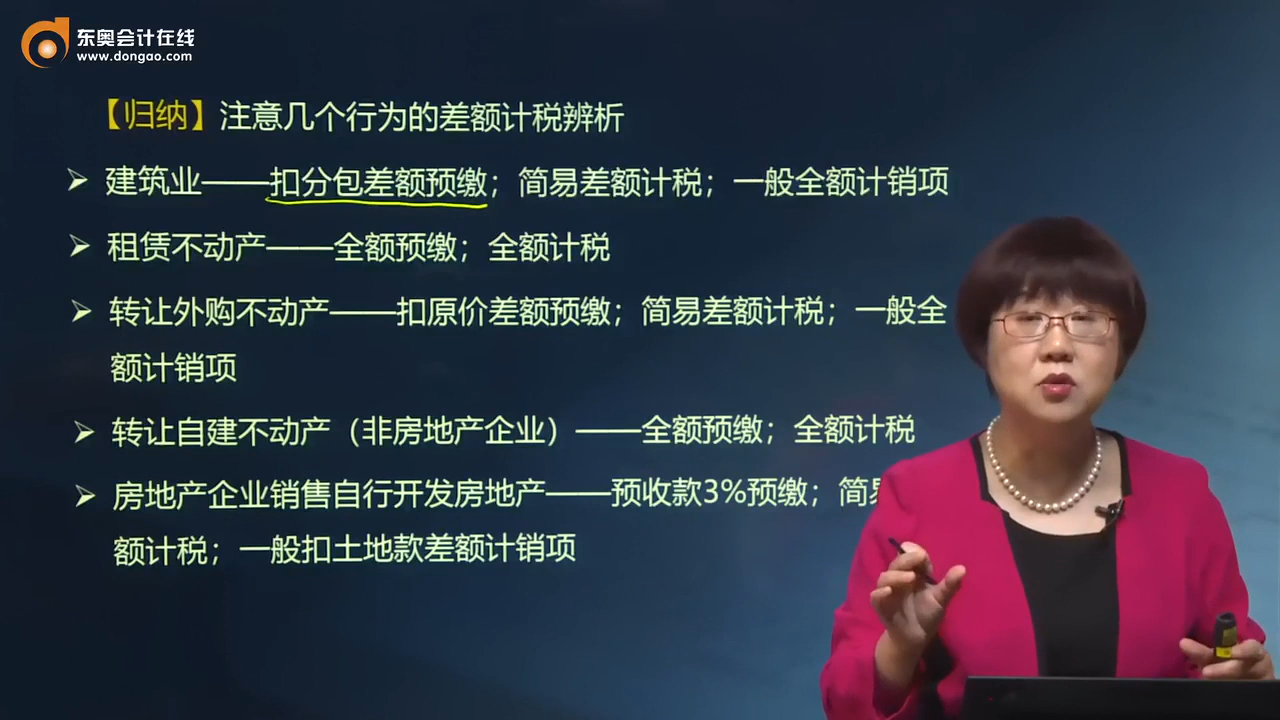 东奥会计在线
www.dongao.com
【归纳】注意几个行为的差额计税辨析
建筑业——扣分包差额预缴；简易差额计税；一般全额计销项
租赁不动产——全额预缴；全额计税
转让外购不动产——扣原价差额预缴；简易差额计税；一般全
额计销项
转让自建不动产（非房地产企业）——全额预缴；全额计税
房地产企业销售自行开发房地产——预收款3%预缴；简
额计税；一般扣土地款差额计销项